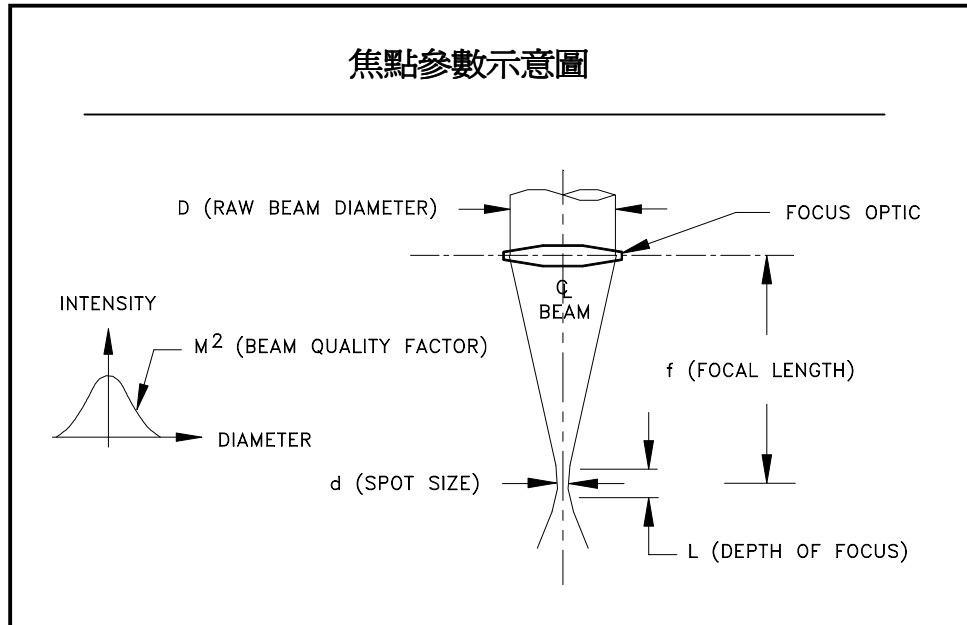 焦點參數示意圖
D (RAW BEAM DIAMETER)
FOCUS OPTIC
℄
BEAM
INTENSITY
M² (BEAM QUALITY FACTOR)
f (FOCAL LENGTH)
DIAMETER
d (SPOT SIZE)
L (DEPTH OF FOCUS)